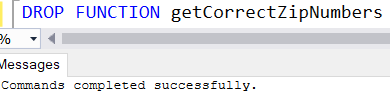 DROP FUNCTION getCorrectZipNumbers
%
Messages
Commands completed successfully.